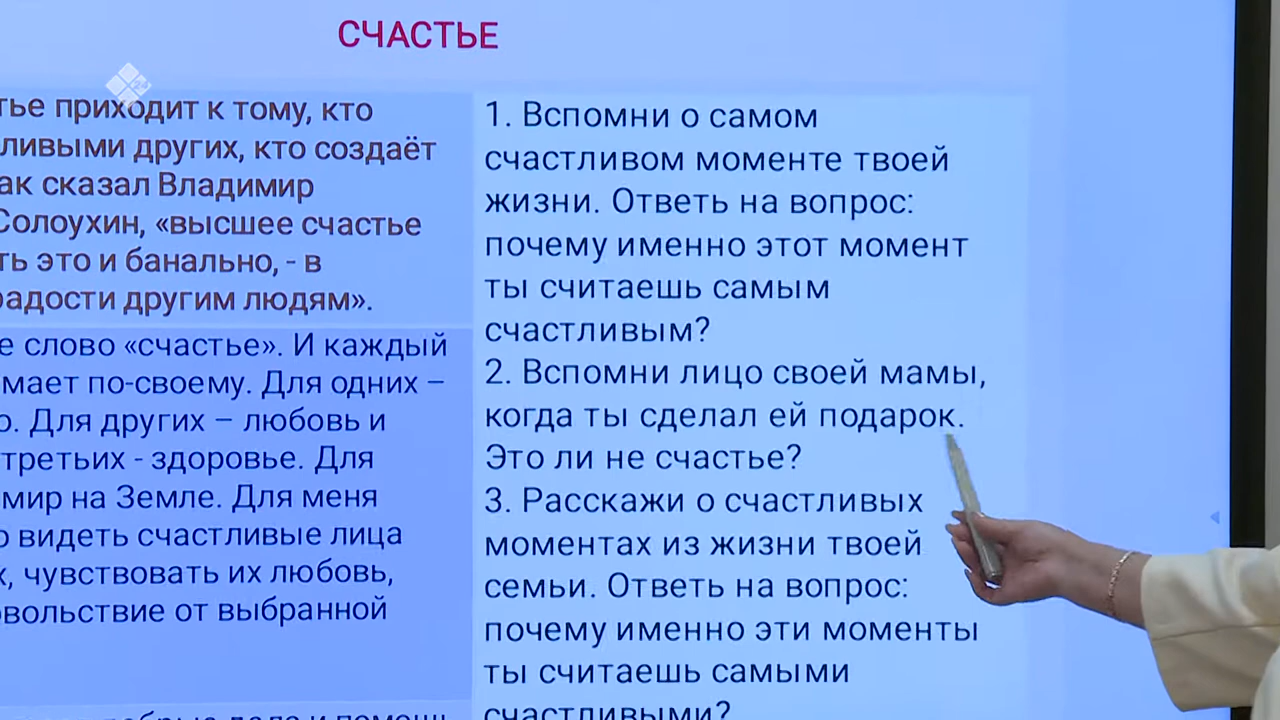 СЧАСТЬЕ
24
тье приходит к тому, кто
ливыми других, кто создаёт
ак сказал Владимир
Солоухин, «высшее счастье
ть это и банально, - в
радости другим людям».
е слово «счастье». И каждый
мает по-своему. Для одних –
о. Для других – любовь и
третьих - здоровье. Для
мир на Земле. Для меня
о видеть счастливые лица
х, чувствовать их любовь,
овольствие от выбранной
1. Вспомни о самом
счастливом моменте твоей
жизни. Ответь на вопрос:
почему именно этот момент
ты считаешь самым
счастливым?
2. Вспомни лицо своей мамы,
когда ты сделал ей подарок.
Это ли не счастье?
3. Расскажи о счастливых
моментах из жизни твоей
семьи. Ответь на вопрос:
почему именно эти моменты
ты считаешь самыми
счастливыми?